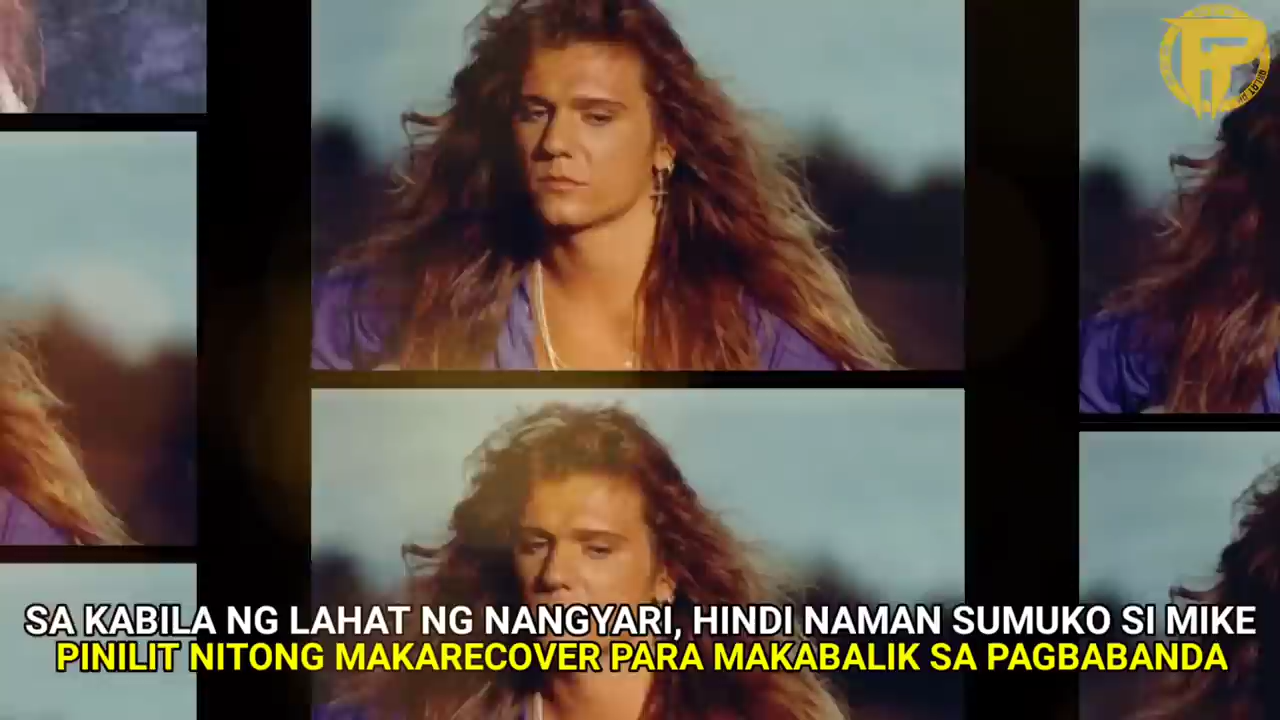 SA KABILA NG LAHAT NG NANGYARI, HINDI NAMAN SUMUKO SI MIKE
PINILIT NITONG MAKARECOVER PARA MAKABALIK SA PAGBABANDA